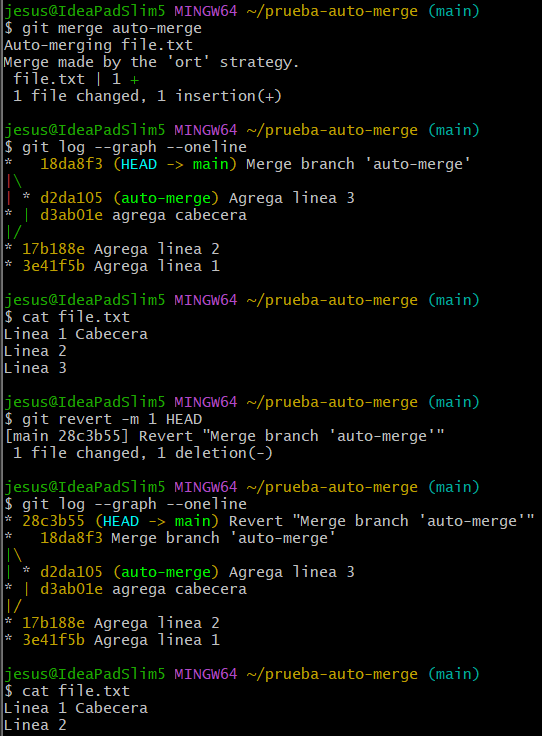 jesus@IdeaPadSlim5 MINGW64 ~/prueba-auto-merge (main)
$ git merge auto-merge
Auto-merging file.txt
Merge made by the 'ort' strategy.
 file.txt | 1 +
 1 file changed, 1 insertion(+)

jesus@IdeaPadSlim5 MINGW64 ~/prueba-auto-merge (main)
$ git log --graph --oneline
*   18da8f3 (HEAD -> main) Merge branch 'auto-merge'
|\
| * d2da105 (auto-merge) Agrega linea 3
* | d3ab01e agrega cabecera
|/
* 17b188e Agrega linea 2
* 3e41f5b Agrega linea 1

jesus@IdeaPadSlim5 MINGW64 ~/prueba-auto-merge (main)
$ cat file.txt
Linea 1 Cabecera
Linea 2
Linea 3

jesus@IdeaPadSlim5 MINGW64 ~/prueba-auto-merge (main)
$ git revert -m 1 HEAD
[main 28c3b55] Revert "Merge branch 'auto-merge'"
 1 file changed, 1 deletion(-)

jesus@IdeaPadSlim5 MINGW64 ~/prueba-auto-merge (main)
$ git log --graph --oneline
* 28c3b55 (HEAD -> main) Revert "Merge branch 'auto-merge'"
*   18da8f3 Merge branch 'auto-merge'
|\
| * d2da105 (auto-merge) Agrega linea 3
* | d3ab01e agrega cabecera
|/
* 17b188e Agrega linea 2
* 3e41f5b Agrega linea 1

jesus@IdeaPadSlim5 MINGW64 ~/prueba-auto-merge (main)
$ cat file.txt
Linea 1 Cabecera
Linea 2